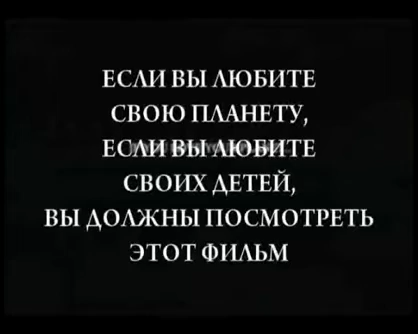 ЕСЛИ ВЫ ЛЮБИТЕ
СВОЮ ПЛАНЕТУ,
ЕСЛИ ВЫ ЛЮБИТЕ
СВОИХ ДЕТЕЙ,
ВЫ ДОЛЖНЫ ПОСМОТРЕТЬ
ЭТОТ ФИЛЬМ